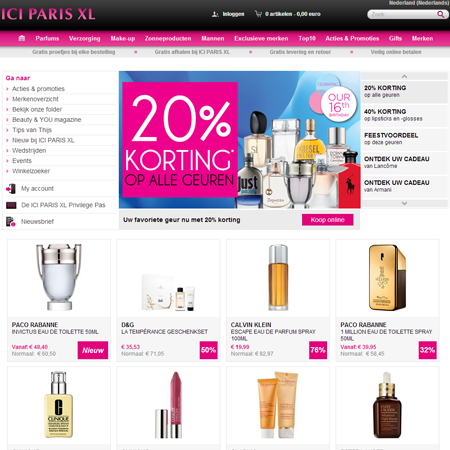 Nederland (Nederlands)
ICI PARIS XL
Inloggen
0 artikelen - 0,00 euro
Zoek
Parfums Verzorging Make-up Zonneproducten Mannen Exclusieve merken Top10 Acties & Promoties Gifts Merken
Gratis proefjes bij elke bestelling
Gratis afhalen bij ICI PARIS XL
Gratis levering en retour
Veilig online betalen
Ga naar
Acties & promoties
Merkenoverzicht
Bekijk onze folder
Beauty & YOU magazine
Tips van Thijs
Nieuw bij ICI PARIS XL
Wedstrijden
Events
Winkelzoeker
My account
De ICI PARIS XL Privilege Pas
Nieuwsbrief
20%
KORTING*
OP ALLE GEUREN
OUR
16th
BIRTHDAY
Just
Uw favoriete geur nu met 20% korting
Koop online
20% KORTING
op alle geuren
40% KORTING
op lipsticks en -glosses
FEESTVOORDEEL
op deze geuren
ONTDEK UW CADEAU
van Lancôme
ONTDEK UW CADEAU
van Armani
PACO RABANNE
INVICTUS EAU DE TOILETTE 50ML
Vanaf: € 48,40
Normaal: € 60,50
Nieuw
D&G
LA TEMPÉRANCE GESCHENKSET
€ 35,53
Normaal: € 71,05
50%
CALVIN KLEIN
ESCAPE EAU DE PARFUM SPRAY
100ML
€ 19,99
Normaal: € 82,97
76%
PACO RABANNE
1 MILLION EAU DE TOILETTE SPRAY
Vanaf: € 39,95
Normaal: € 58,45
32%
CLINIQUE